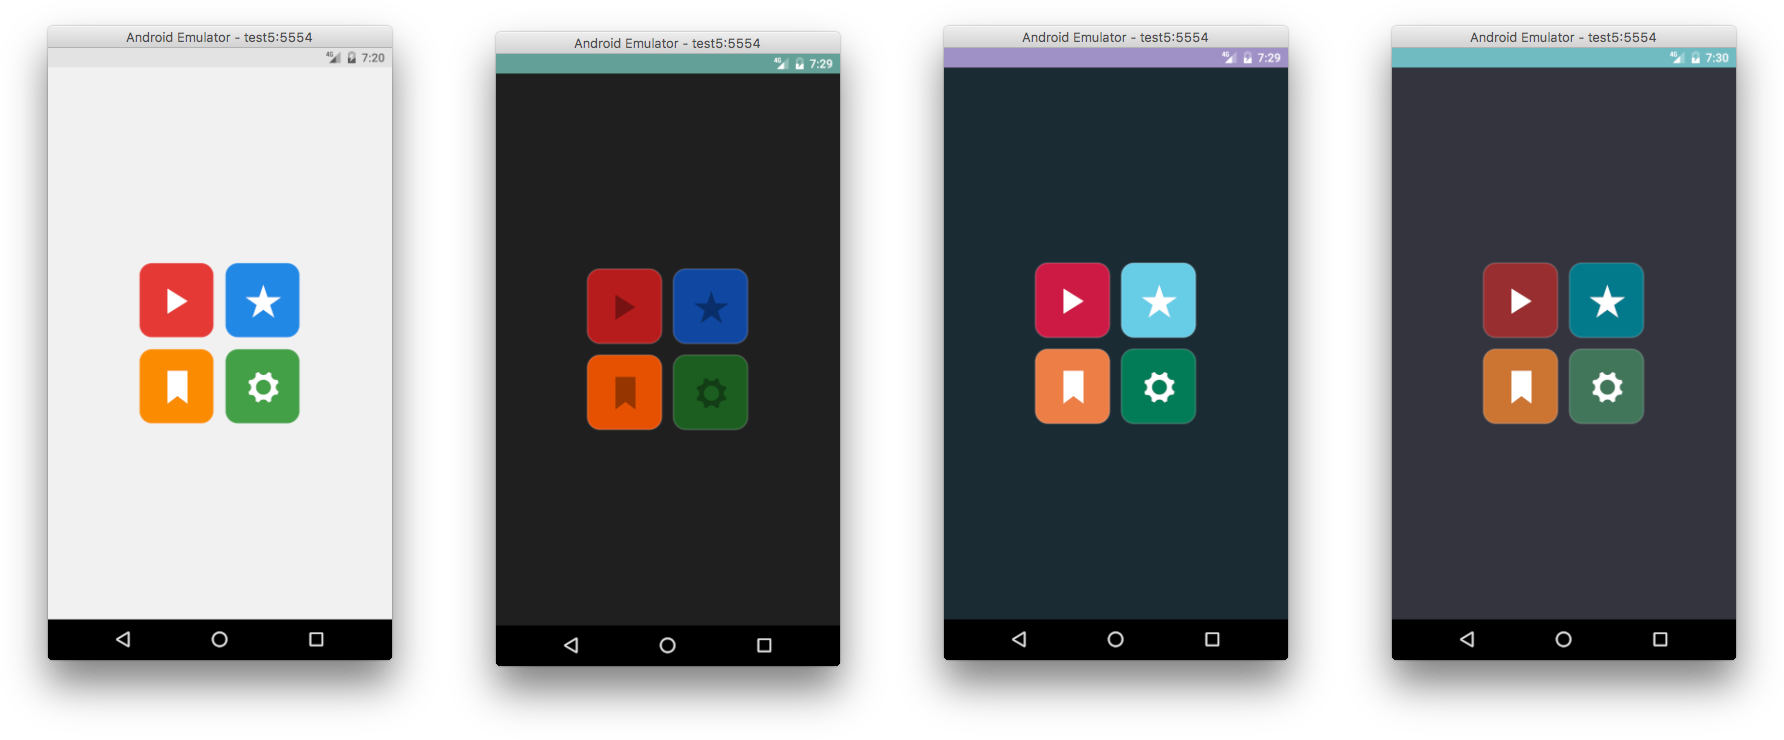 Android Emulator - test5:5554
4G 7:20
Android Emulator - test5:5554
4G 7:29
Android Emulator - test5:5554
4G 7:29
Android Emulator - test5:5554
4G 7:30